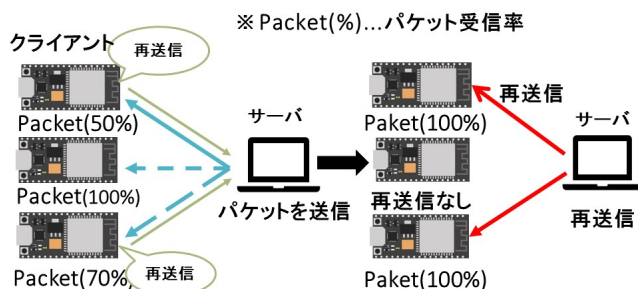 ※ Packet(%)...パケット受信率
クライアント
再送信
Packet(50%)
Packet(100%)
Packet(70%)
再送信
サーバ
パケットを送信
Paket(100%)
再送信なし
Paket(100%)
再送信
サーバ
再送信